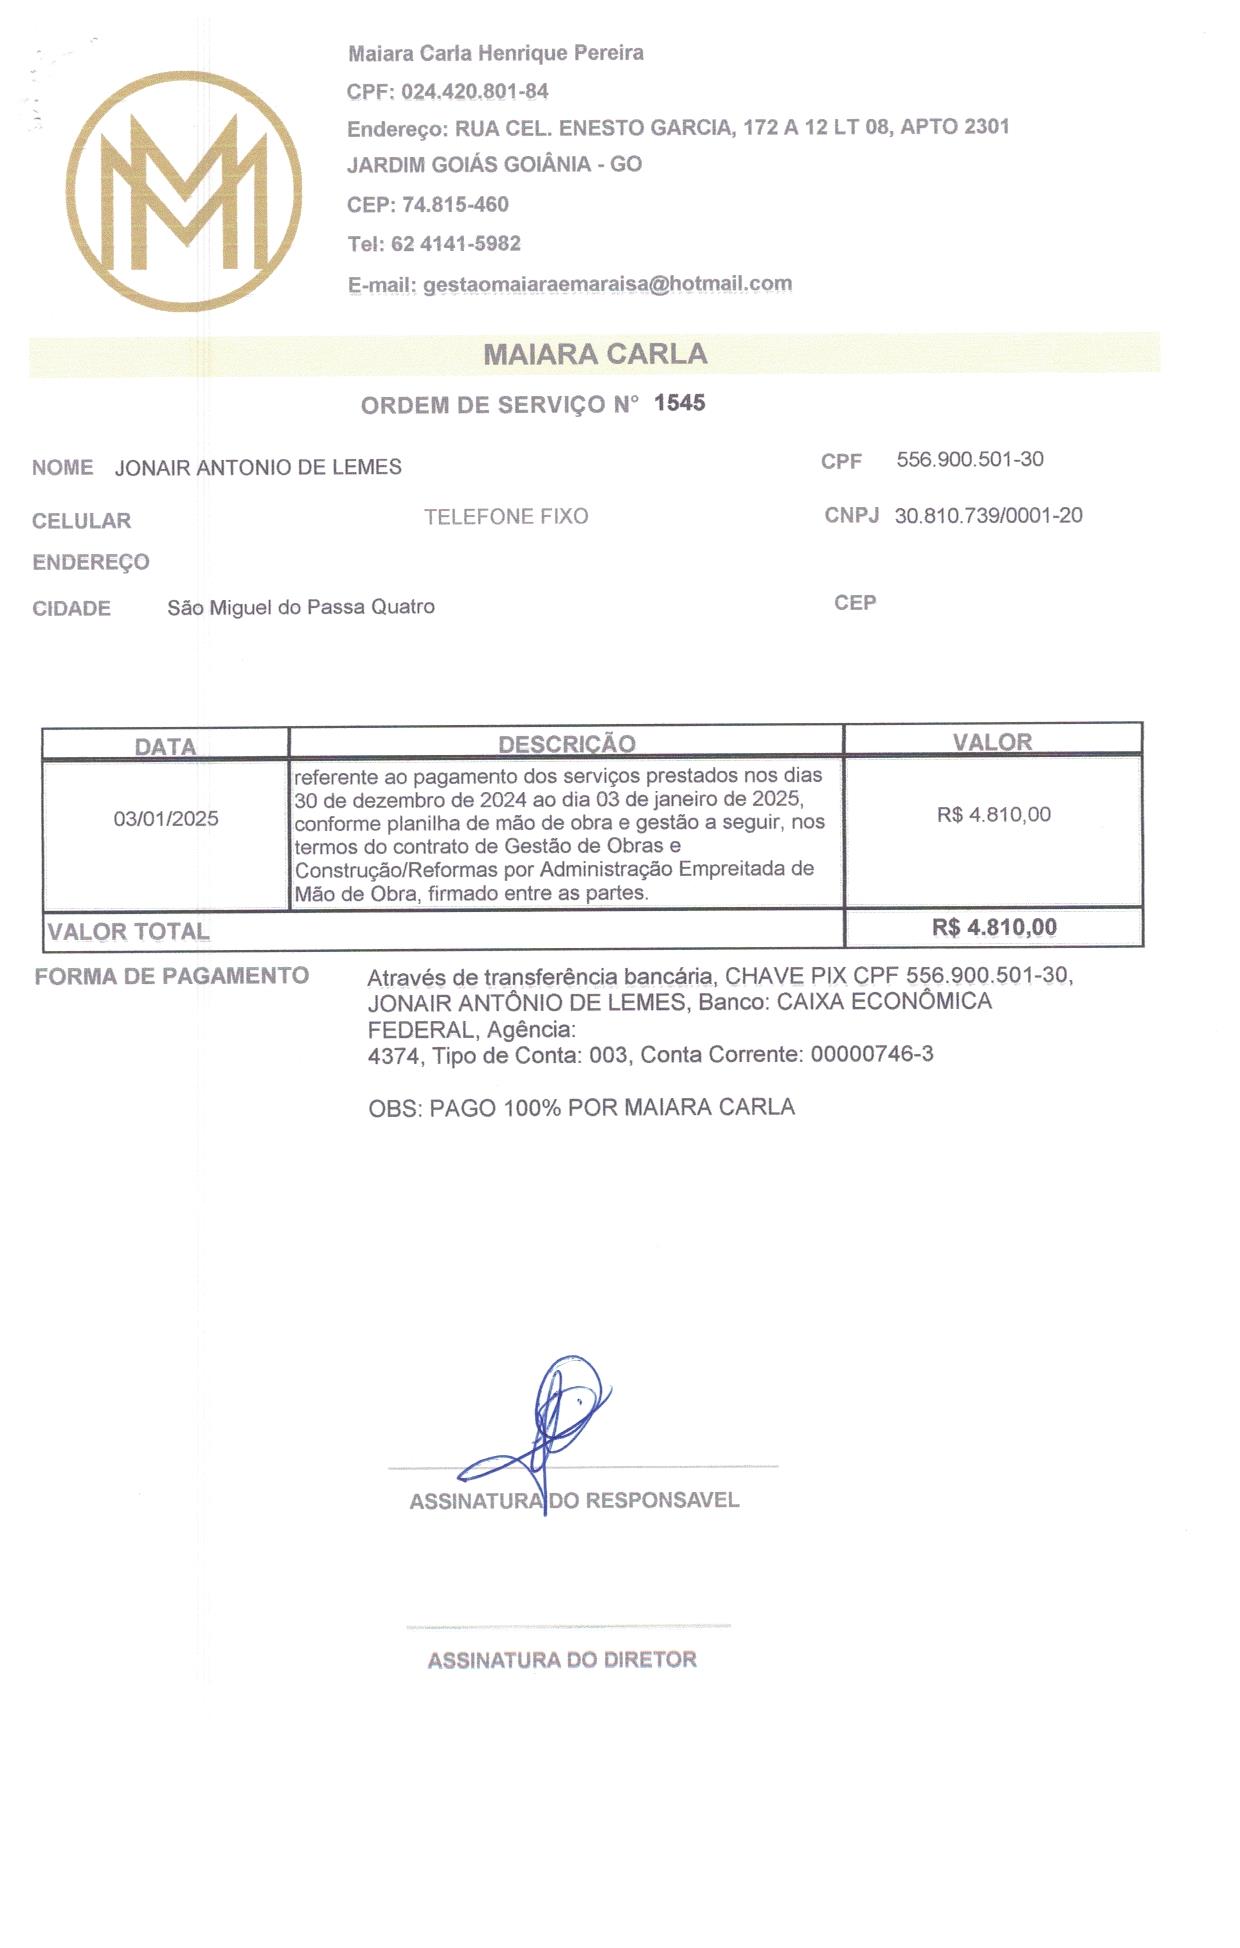 Maiara Carla Henrique Pereira
CPF: 024.420.801-84
Endereço: RUA CEL. ENESTO GARCIA, 172 A 12 LT 08, APTO 2301
JARDIM GOIÁS GOIÂNIA - GO
CEP: 74.815-460
Tel: 62 4141-5982
E-mail: gestaomaiaraemaraisa@hotmail.com
MM
MAIARA CARLA
ORDEM DE SERVIÇO N° 1545
NOME JONAIR ANTONIO DE LEMES CPF 556.900.501-30
CELULAR TELEFONE FIXO CNPJ 30.810.739/0001-20
ENDEREÇO
CIDADE São Miguel do Passa Quatro CEP
DATA DESCRIÇÃO VALOR
referente ao pagamento dos serviços prestados nos dias
30 de dezembro de 2024 ao dia 03 de janeiro de 2025,
03/01/2025 conforme planilha de mão de obra e gestão a seguir, nos R$ 4.810,00
termos do contrato de Gestão de Obras e
Construção/Reformas por Administração Empreitada de
Mão de Obra, firmado entre as partes.
VALOR TOTAL R$ 4.810,00
FORMA DE PAGAMENTO Através de transferência bancária, CHAVE PIX CPF 556.900.501-30,
JONAIR ANTÔNIO DE LEMES, Banco: CAIXA ECONÔMICA
FEDERAL, Agência:
4374, Tipo de Conta: 003, Conta Corrente: 00000746-3
OBS: PAGO 100% POR MAIARA CARLA
ASSINATURA DO RESPONSAVEL
ASSINATURA DO DIRETOR